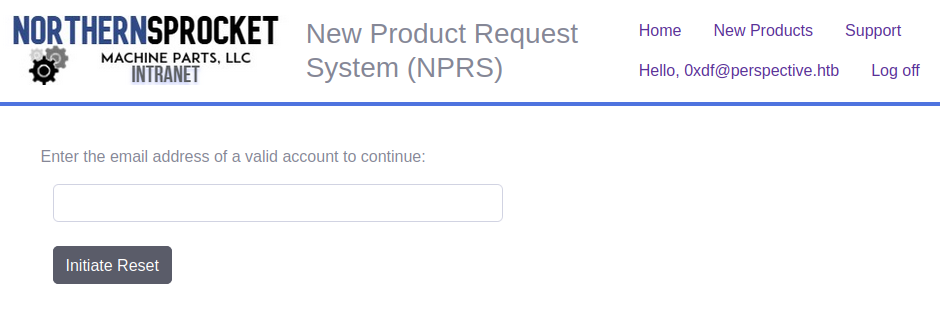 NORTHERNSPROCKET
MACHINE PARTS, LLC
INTRANET
New Product Request
System (NPRS)
Home New Products Support
Hello, 0xdf@perspective.htb Log off
Enter the email address of a valid account to continue:
Initiate Reset